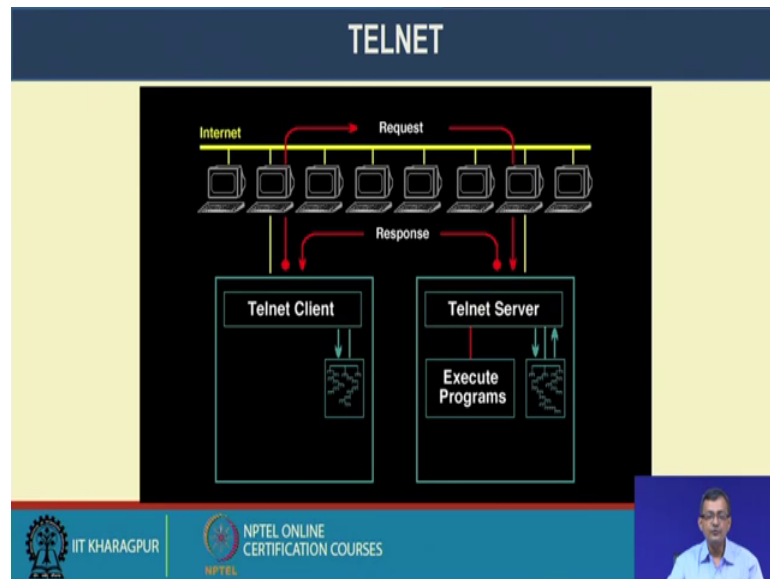 TELNET
Internet
Request
Response
Telnet Client
Telnet Server
Execute
Programs
IIT KHARAGPUR
NPTEL
NPTEL ONLINE
CERTIFICATION COURSES